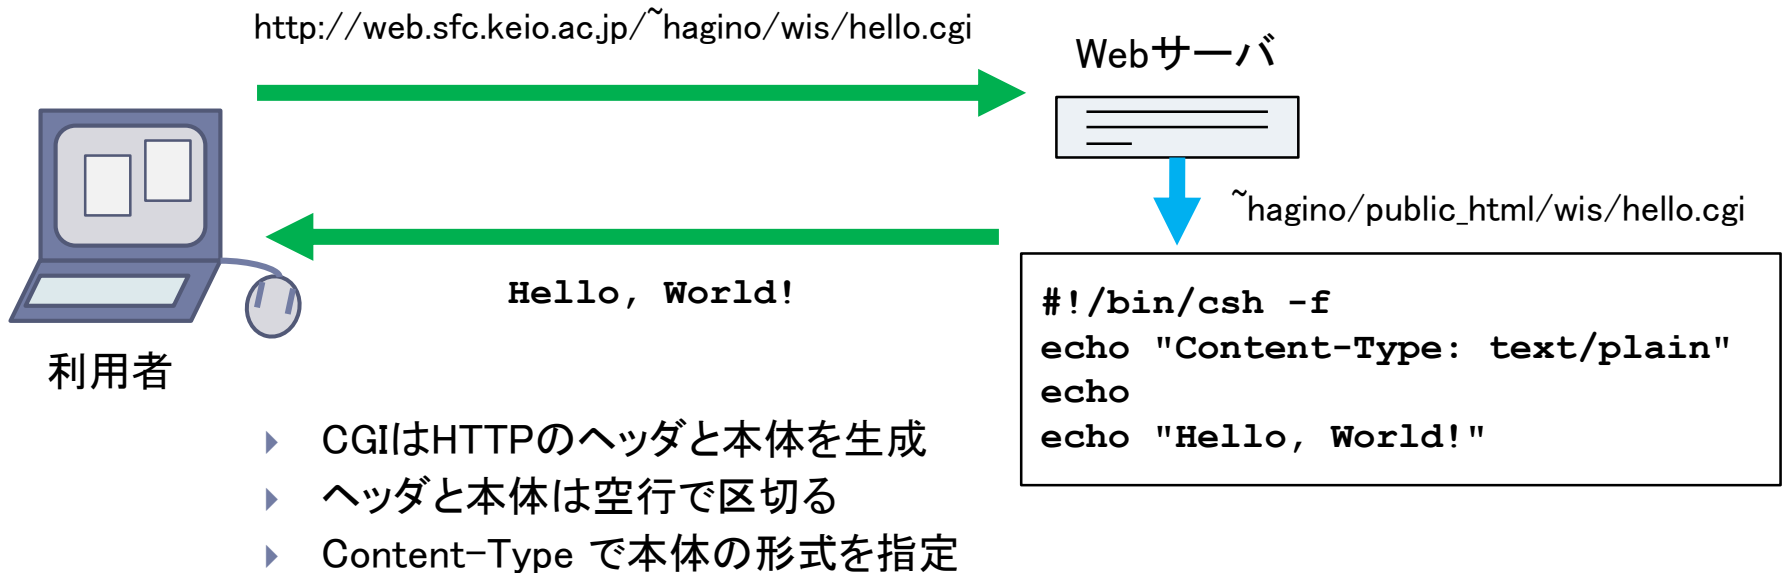 http://web.sfc.keio.ac.jp/~hagino/wis/hello.cgi
Webサーバ
~hagino/public_html/wis/hello.cgi
Hello, World!
利用者
#!/bin/csh -f
echo "Content-Type: text/plain"
echo
echo "Hello, World!"
CGIはHTTPのヘッダと本体を生成
ヘッダと本体は空行で区切る
Content-Type で本体の形式を指定